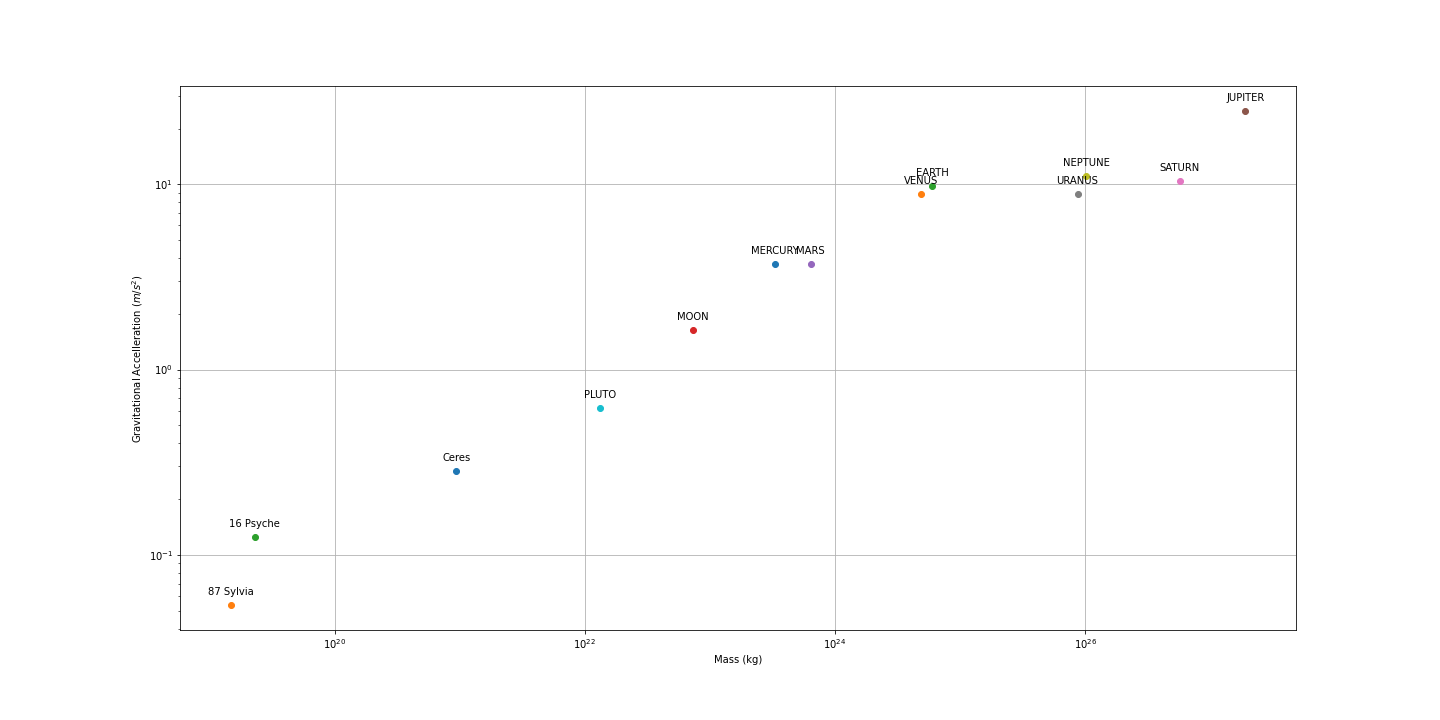 JUPITER
NEPTUNE
SATURN
EARTH
VENUS
URANUS
10¹
MERCURY
MARS
MOON
10⁰
PLUTO
Ceres
16 Psyche
10⁻¹
87 Sylvia
Gravitational Accelleration (m/s²)
10²⁰
10²²
10²⁴
10²⁶
Mass (kg)